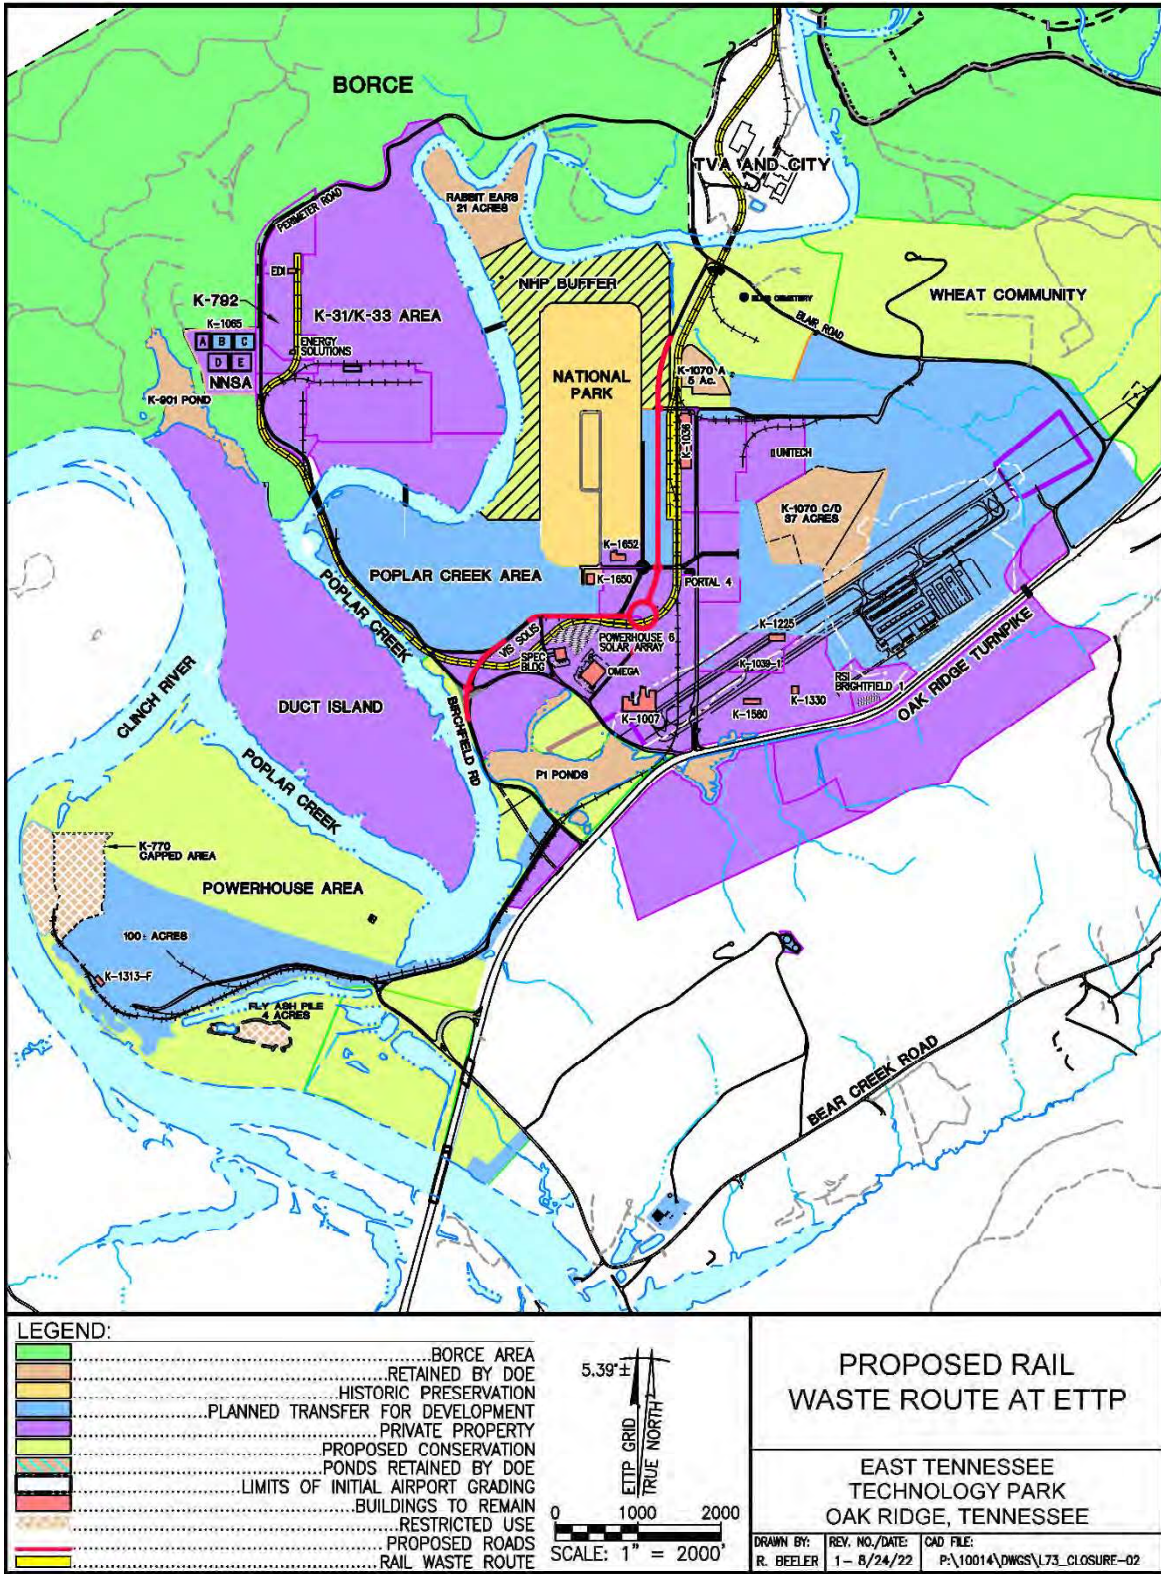 BORCE
TVA AND CITY
RABBIT EARS
21 ACRES
PERIMETER ROAD
EDI
NHP BUFFER
BLAIR CEMETERY
WHEAT COMMUNITY
K-792
K-31/K-33 AREA
BLAIR ROAD
K-1065
A B C
D E
ENERGY
SOLUTIONS
NNSA
K-901 POND
NATIONAL
PARK
K-1070 A
5 Ac.
K-1036
UNITECH
K-1070 C/D
37 ACRES
K-1652
K-1650
POPLAR CREEK AREA
PORTAL 4
POPLAR CREEK
VIS SOLIS
POWERHOUSE 6
SOLAR ARRAY
K-1225
SPEC
BLDG
OMEGA
K-1039-1
RSI
BRIGHTFIELD 1
OAK RIDGE TURNPIKE
CLINCH RIVER
DUCT ISLAND
BIRCHFIELD RD
K-1007
K-1580
K-1330
P1 PONDS
POPLAR CREEK
K-770
CAPPED AREA
POWERHOUSE AREA
100± ACRES
K-1313-F
FLY ASH PILE
4 ACRES
BEAR CREEK ROAD
LEGEND:
BORCE AREA
RETAINED BY DOE
HISTORIC PRESERVATION
PLANNED TRANSFER FOR DEVELOPMENT
PRIVATE PROPERTY
PROPOSED CONSERVATION
PONDS RETAINED BY DOE
LIMITS OF INITIAL AIRPORT GRADING
BUILDINGS TO REMAIN
RESTRICTED USE
PROPOSED ROADS
RAIL WASTE ROUTE
5.39°±
ETTP GRID
TRUE NORTH
0 1000 2000
SCALE: 1" = 2000'
PROPOSED RAIL
WASTE ROUTE AT ETTP
EAST TENNESSEE
TECHNOLOGY PARK
OAK RIDGE, TENNESSEE
DRAWN BY: REV. NO./DATE: CAD FILE:
R. BEELER 1- 8/24/22 P:\10014\DWGS\L73_CLOSURE-02